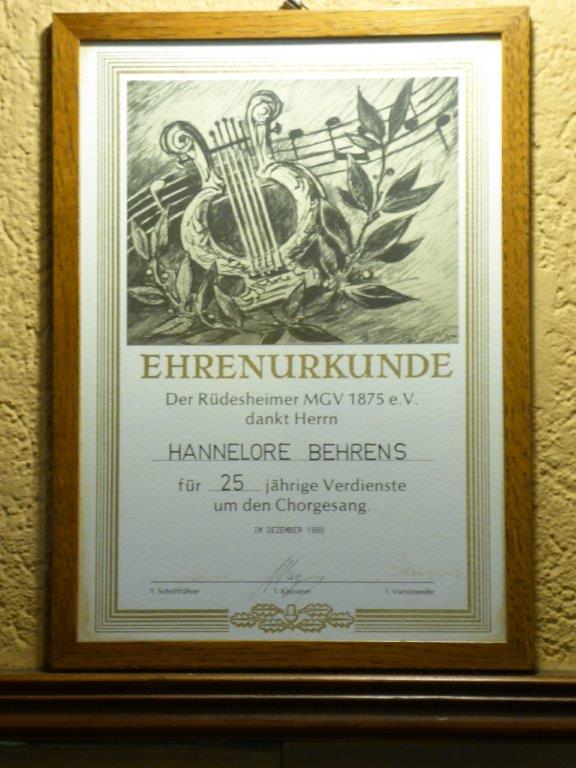 EHRENURKUNDE
Der Rüdesheimer MGV 1875 e.V.
dankt Herrn
HANNELORE BEHRENS
für 25 jährige Verdienste
um den Chorgesang.
IM DEZEMBER 1980
1. Schriftführer 1. Kassierer 1. Vorsitzender